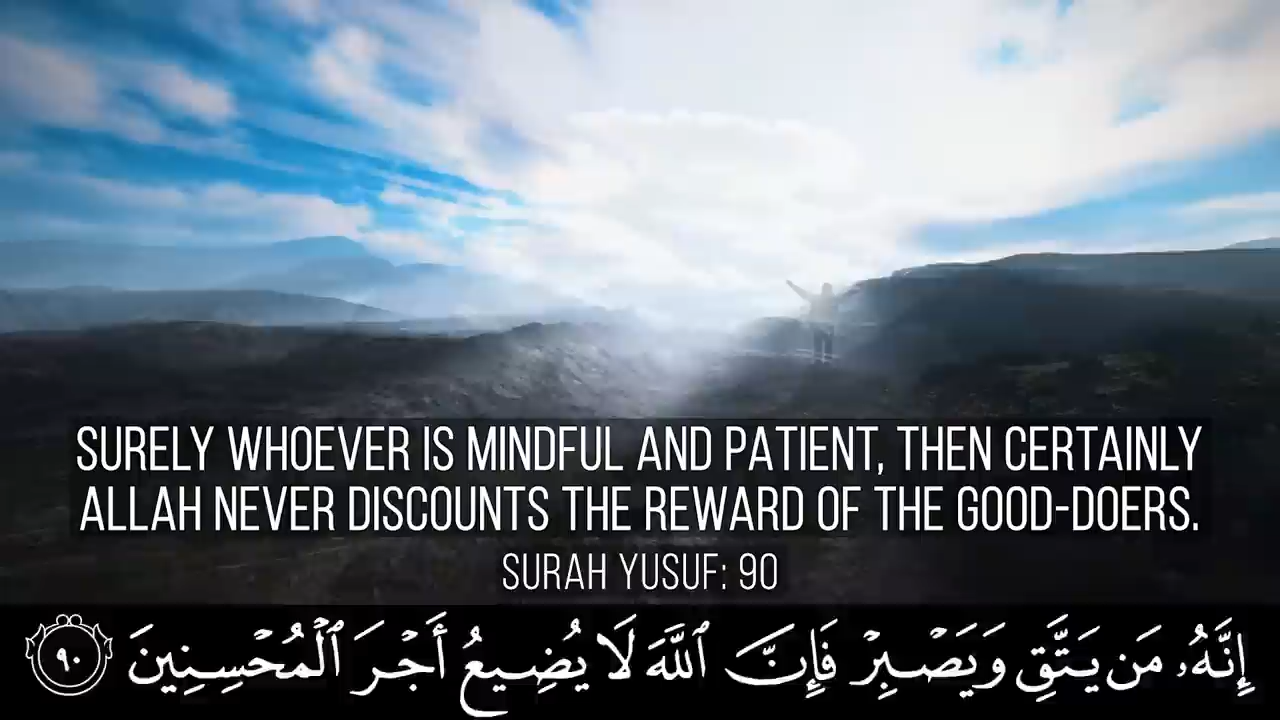 SURELY WHOEVER IS MINDFUL AND PATIENT, THEN CERTAINLY
ALLAH NEVER DISCOUNTS THE REWARD OF THE GOOD-DOERS.
SURAH YUSUF: 90
إِنَّهُۥ مَن يَتَّقِ وَيَصْبِرْ فَإِنَّ ٱللَّهَ لَا يُضِيعُ أَجْرَ ٱلْمُحْسِنِينَ ٩٠